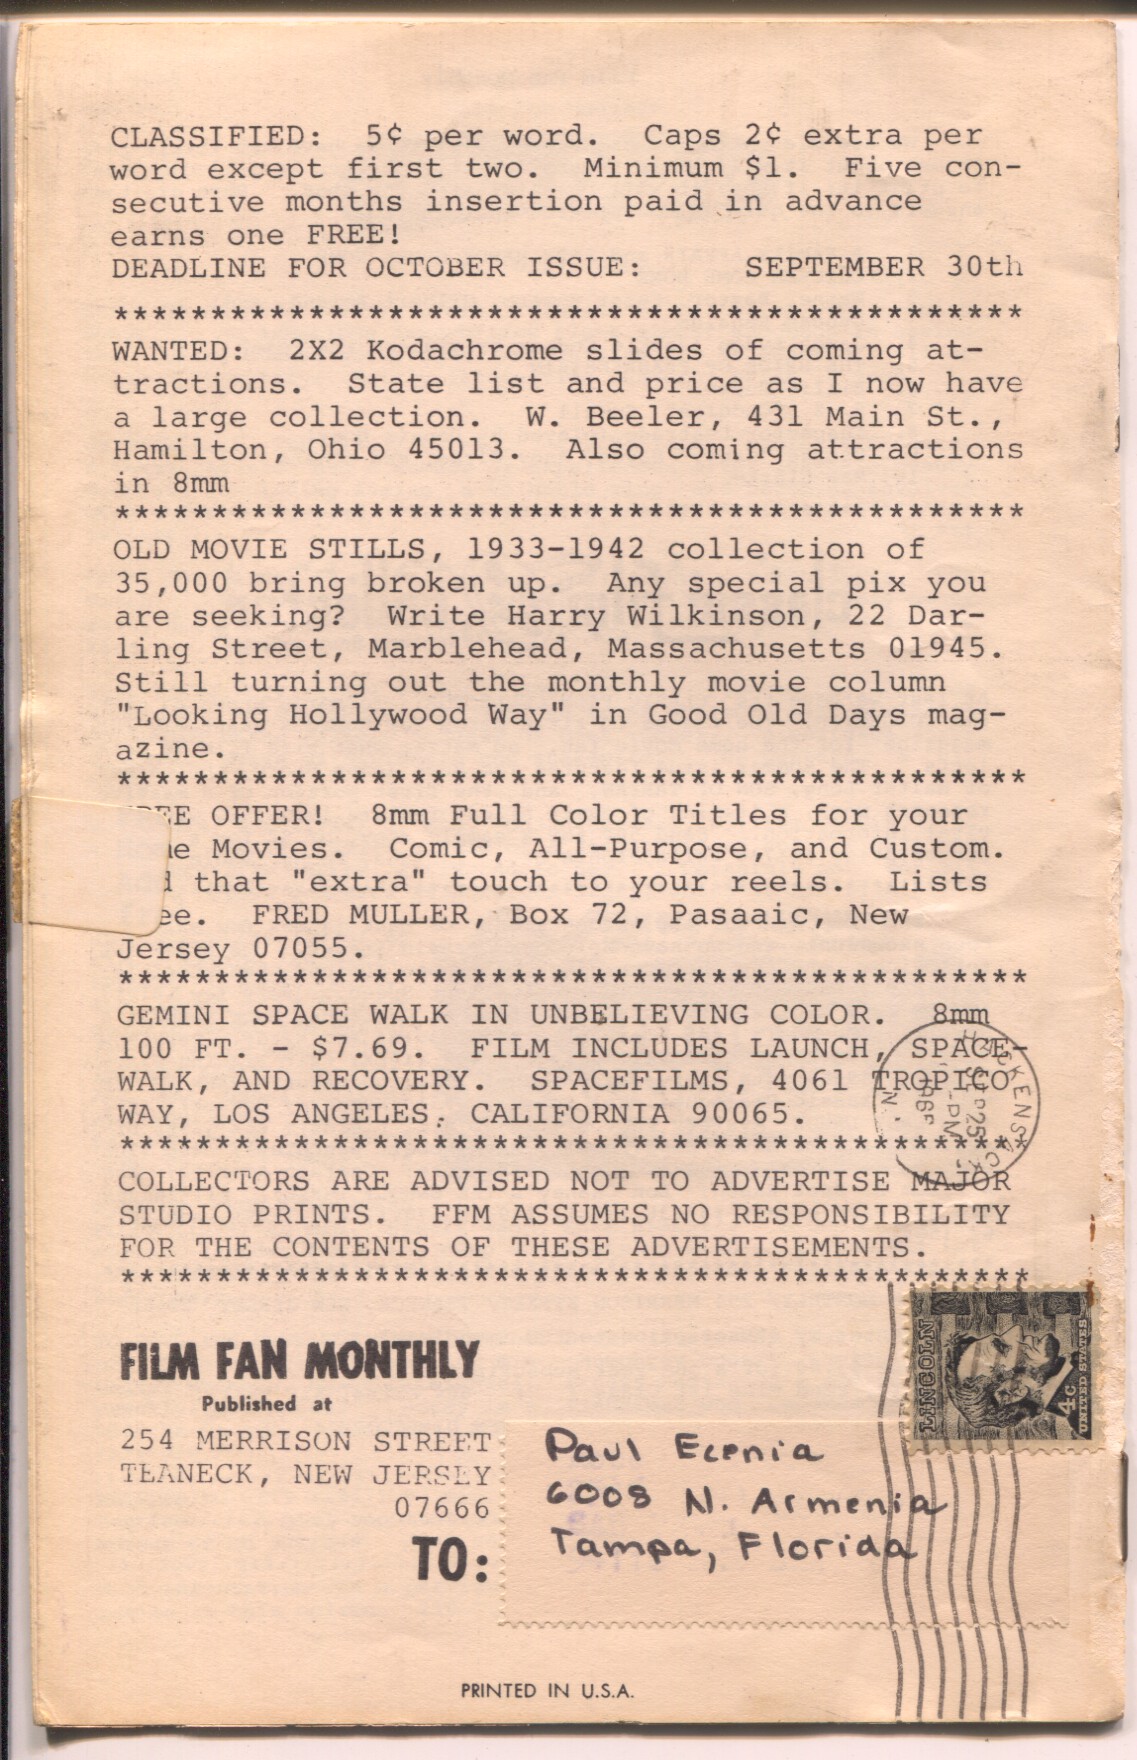 CLASSIFIED: 5¢ per word. Caps 2¢ extra per
word except first two. Minimum $1. Five con-
secutive months insertion paid in advance
earns one FREE!
DEADLINE FOR OCTOBER ISSUE: SEPTEMBER 30th
***********************************************
WANTED: 2X2 Kodachrome slides of coming at-
tractions. State list and price as I now have
a large collection. W. Beeler, 431 Main St.,
Hamilton, Ohio 45013. Also coming attractions
in 8mm
***********************************************
OLD MOVIE STILLS, 1933-1942 collection of
35,000 bring broken up. Any special pix you
are seeking? Write Harry Wilkinson, 22 Dar-
ling Street, Marblehead, Massachusetts 01945.
Still turning out the monthly movie column
"Looking Hollywood Way" in Good Old Days mag-
azine.
***********************************************
OFFER! 8mm Full Color Titles for your
Movies. Comic, All-Purpose, and Custom.
that "extra" touch to your reels. Lists
FRED MULLER, Box 72, Pasaaic, New
Jersey 07055.
***********************************************
GEMINI SPACE WALK IN UNBELIEVING COLOR. 8mm
100 FT. - $7.69. FILM INCLUDES LAUNCH, SPACE-
WALK, AND RECOVERY. SPACEFILMS, 4061 TROPICO
WAY, LOS ANGELES, CALIFORNIA 90065.
***********************************************
HACKENSACK
SEP 25
PM
COLLECTORS ARE ADVISED NOT TO ADVERTISE MAJOR
STUDIO PRINTS. FFM ASSUMES NO RESPONSIBILITY
FOR THE CONTENTS OF THESE ADVERTISEMENTS.
***********************************************
LINCOLN
4c
UNITED STATES
FILM FAN MONTHLY
Published at
254 MERRISON STREET
TEANECK, NEW JERSEY
07666
TO:
Paul Ecenia
6008 N. Armenia
Tampa, Florida
PRINTED IN U.S.A.